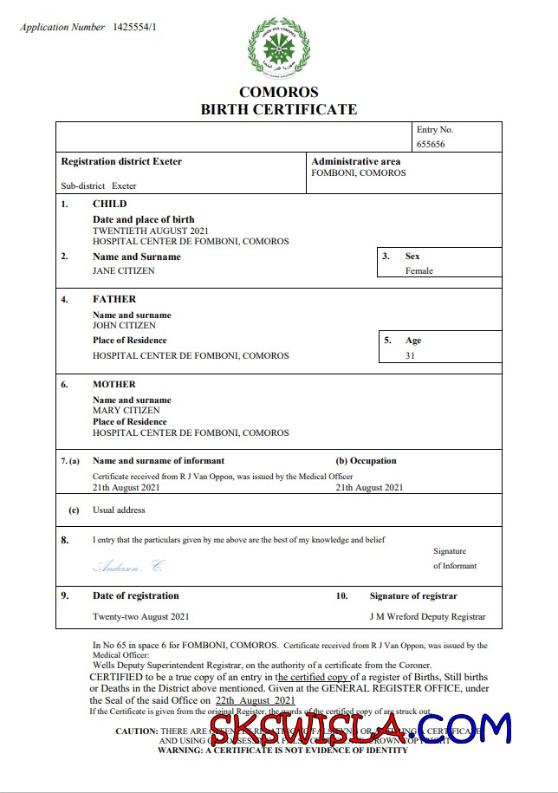 Application Number 1425554/1
COMOROS
BIRTH CERTIFICATE
Entry No.
655656
Registration district Exeter
Sub-district Exeter
Administrative area
FOMBONI, COMOROS
1. CHILD
Date and place of birth
TWENTIETH AUGUST 2021
HOSPITAL CENTER DE FOMBONI, COMOROS
2. Name and Surname
JANE CITIZEN
3. Sex
Female
4. FATHER
Name and surname
JOHN CITIZEN
Place of Residence
HOSPITAL CENTER DE FOMBONI, COMOROS
5. Age
31
6. MOTHER
Name and surname
MARY CITIZEN
Place of Residence
HOSPITAL CENTER DE FOMBONI, COMOROS
7. (a) Name and surname of informant
(b) Occupation
Certificate received from R J Van Oppon, was issued by the Medical Officer
21th August 2021
21th August 2021
(c) Usual address
8. I entry that the particulars given by me above are the best of my knowledge and belief
Anderson . C.
Signature
of Informant
9. Date of registration
10. Signature of registrar
Twenty-two August 2021
J M Wreford Deputy Registrar
In No 65 in space 6 for FOMBONI, COMOROS. Certificate received from R J Van Oppon, was issued by the
Medical Officer:
Wells Deputy Superintendent Registrar, on the authority of a certificate from the Coroner.
CERTIFIED to be a true copy of an entry in the certified copy of a register of Births, Still births
or Deaths in the District above mentioned. Given at the GENERAL REGISTER OFFICE, under
the Seal of the said Office on 22th August 2021
If the Certificate is given from the original Register, the words of the certified copy of are struck out.
SKSWISLA.COM
CAUTION: THERE ARE
AND USING
WARNING: A CERTIFICATE IS NOT EVIDENCE OF IDENTITY